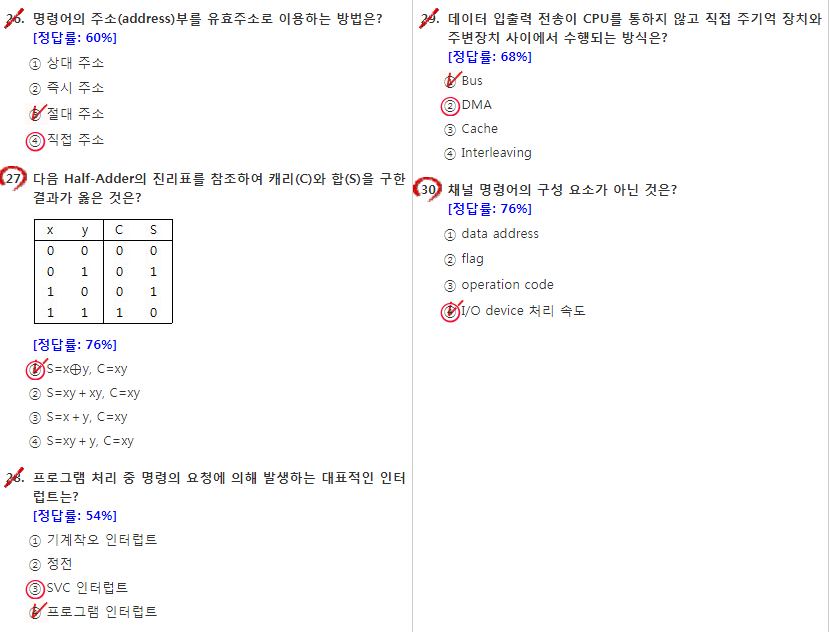 26. 명령어의 주소(address)부를 유효주소로 이용하는 방법은?
[정답률: 60%]
① 상대 주소
② 즉시 주소
③ 절대 주소
④ 직접 주소
27. 다음 Half-Adder의 진리표를 참조하여 캐리(C)와 합(S)을 구한
결과가 옳은 것은?
x y C S
0 0 0 0
0 1 0 1
1 0 0 1
1 1 1 0
[정답률: 76%]
① S=x⊕y, C=xy
② S=xy+xy, C=xy
③ S=x+y, C=xy
④ S=xy+y, C=xy
28. 프로그램 처리 중 명령의 요청에 의해 발생하는 대표적인 인터
럽트는?
[정답률: 54%]
① 기계착오 인터럽트
② 정전
③ SVC 인터럽트
④ 프로그램 인터럽트
29. 데이터 입출력 전송이 CPU를 통하지 않고 직접 주기억 장치와
주변장치 사이에서 수행되는 방식은?
[정답률: 68%]
① Bus
② DMA
③ Cache
④ Interleaving
30. 채널 명령어의 구성 요소가 아닌 것은?
[정답률: 76%]
① data address
② flag
③ operation code
④ I/O device 처리 속도